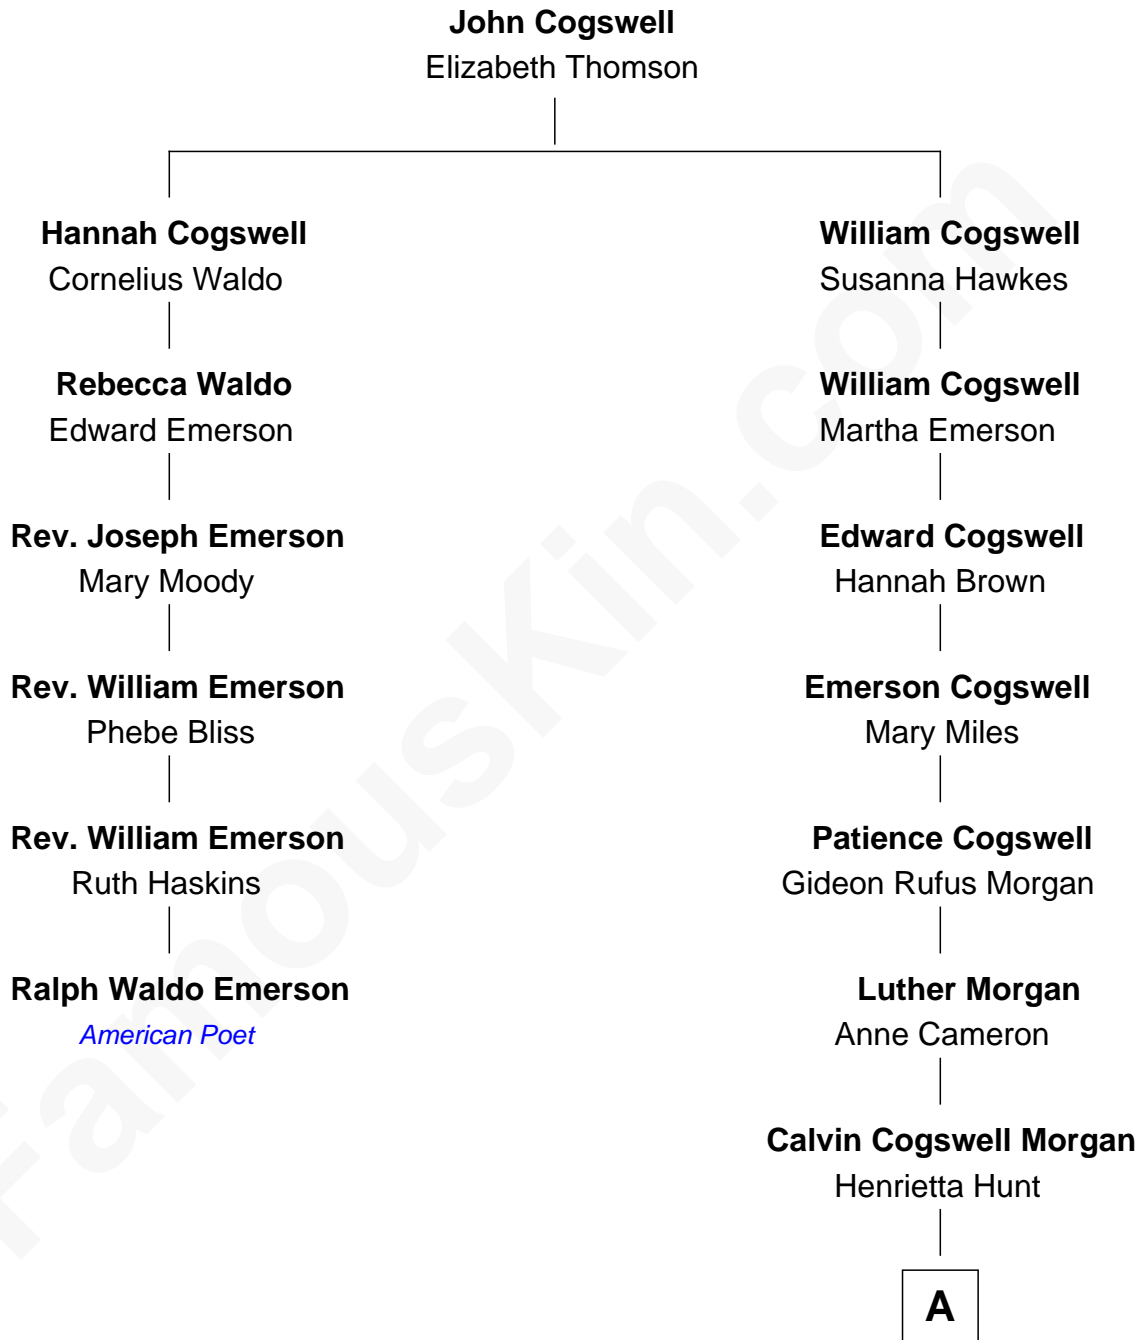 John Cogswell
Elizabeth Thomson
Hannah Cogswell
Cornelius Waldo
William Cogswell
Susanna Hawkes
Rebecca Waldo
Edward Emerson
William Cogswell
Martha Emerson
Rev. Joseph Emerson
Mary Moody
Edward Cogswell
Hannah Brown
Rev. William Emerson
Phebe Bliss
Emerson Cogswell
Mary Miles
Rev. William Emerson
Ruth Haskins
Patience Cogswell
Gideon Rufus Morgan
Ralph Waldo Emerson
American Poet
Luther Morgan
Anne Cameron
Calvin Cogswell Morgan
Henrietta Hunt
A
FamousKin.com